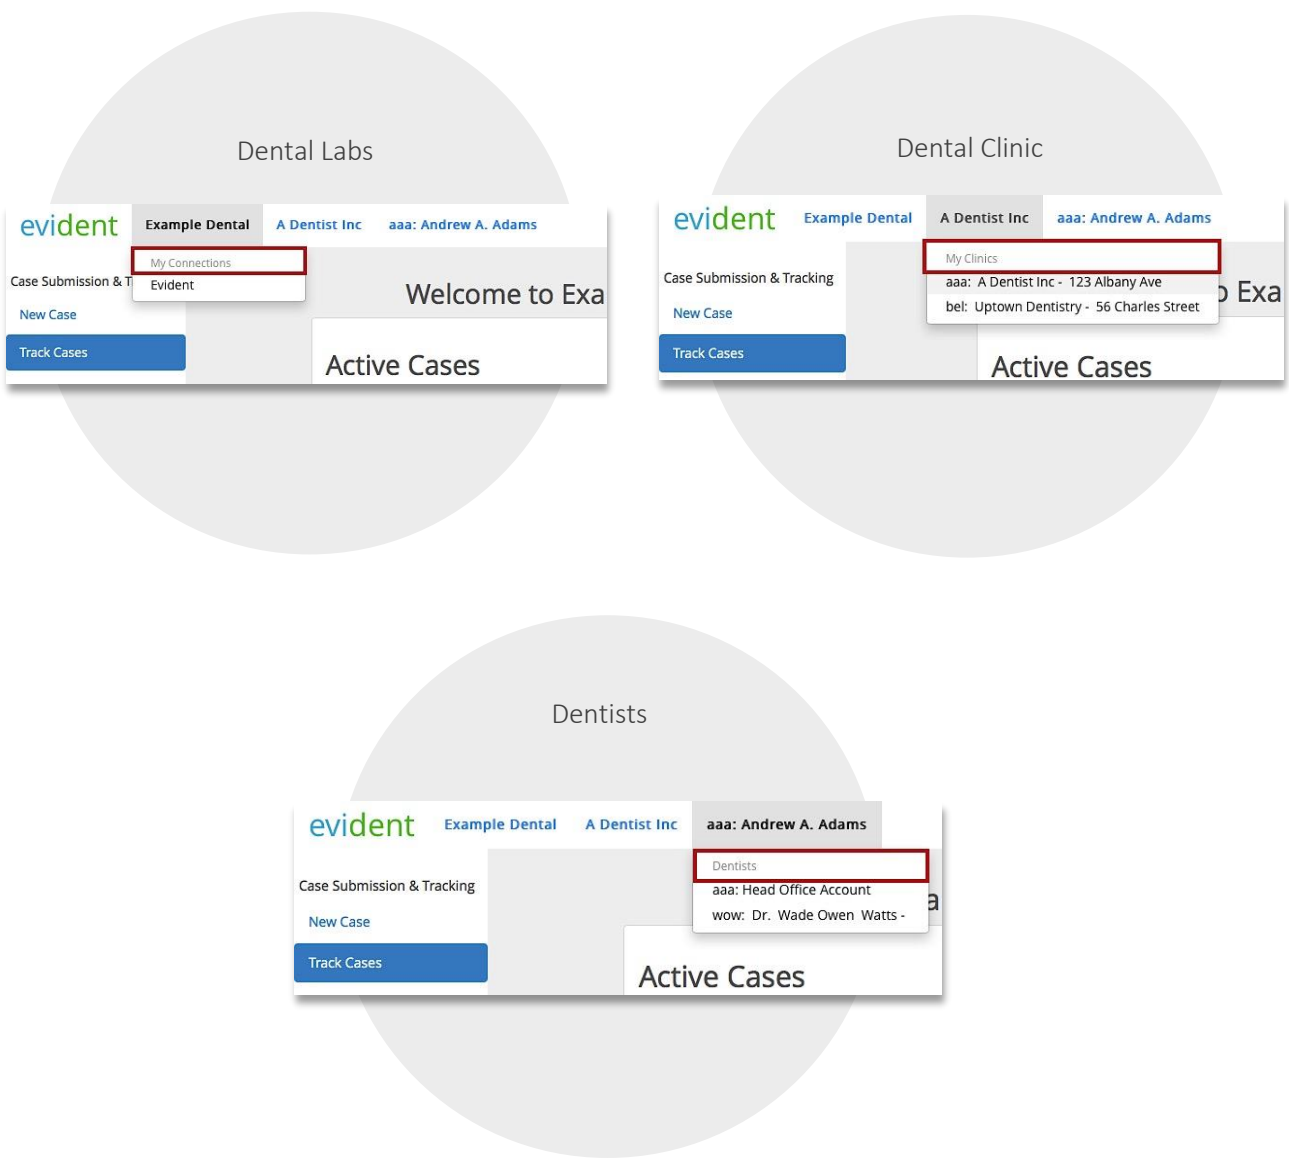 Dental Labs
evident Example Dental A Dentist Inc aaa: Andrew A. Adams
My Connections
Case Submission & T
Evident
Welcome to Exa
New Case
Track Cases
Active Cases
Dental Clinic
evident Example Dental A Dentist Inc aaa: Andrew A. Adams
My Clinics
Case Submission & Tracking
aaa: A Dentist Inc - 123 Albany Ave
o Exa
bel: Uptown Dentistry - 56 Charles Street
New Case
Track Cases
Active Cases
Dentists
evident Example Dental A Dentist Inc aaa: Andrew A. Adams
Dentists
Case Submission & Tracking
aaa: Head Office Account
a
wow: Dr. Wade Owen Watts -
New Case
Track Cases
Active Cases